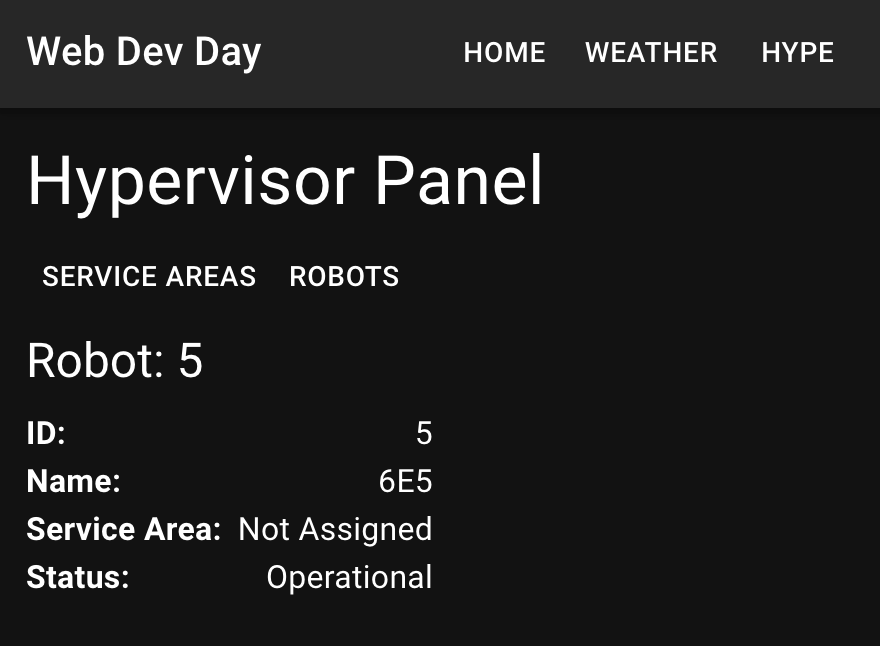 Web Dev Day HOME WEATHER HYPE
Hypervisor Panel
SERVICE AREAS ROBOTS
Robot: 5
ID: 5
Name: 6E5
Service Area: Not Assigned
Status: Operational